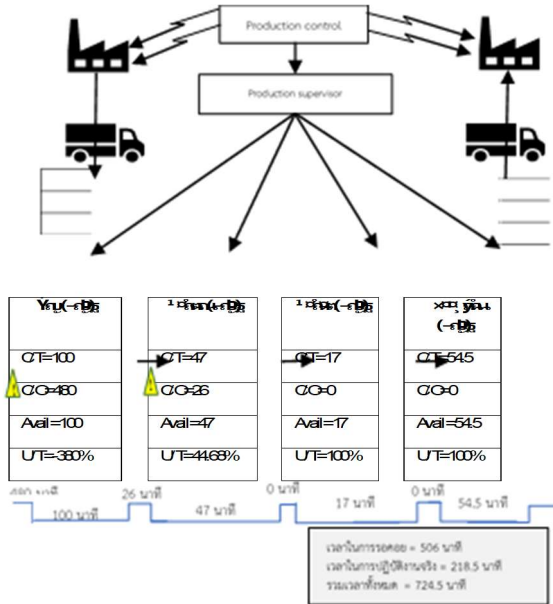 Production control
Production supervisor
C/T=100
C/O=480
Avail=100
U/T=-380%
C/T=47
C/O=26
Avail=47
U/T=44.68%
C/T=17
C/O=0
Avail=17
U/T=100%
C/T=54.5
C/O=0
Avail=54.5
U/T=100%
480 นาที
100 นาที
26 นาที
47 นาที
0 นาที
17 นาที
0 นาที
54.5 นาที
เวลาในการรอคอย = 506 นาที
เวลาในการปฏิบัติงานจริง = 218.5 นาที
รวมเวลาทั้งหมด = 724.5 นาที